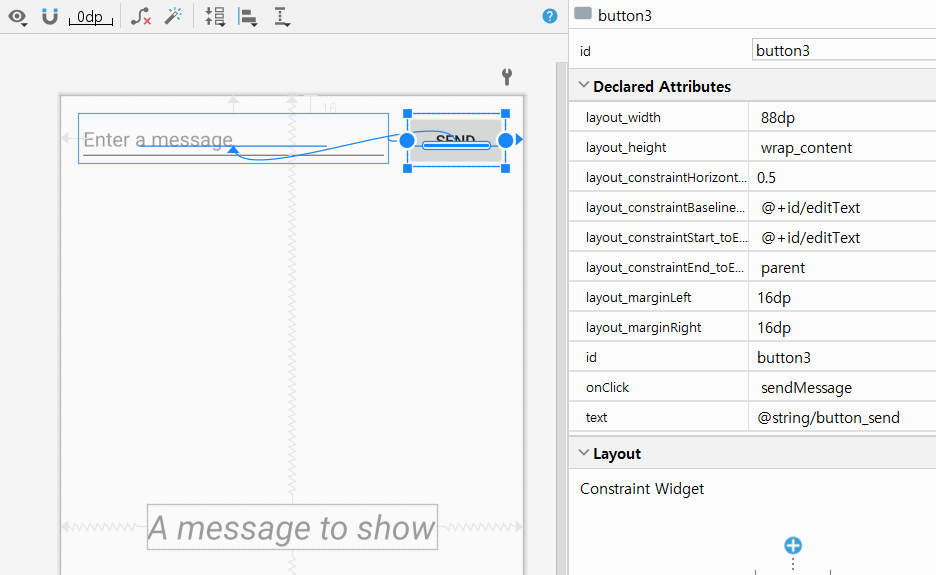 0dp
?
button3
id
button3
Declared Attributes
layout_width 88dp
layout_height wrap_content
layout_constraintHorizont... 0.5
layout_constraintBaseline... @+id/editText
layout_constraintStart_toE... @+id/editText
layout_constraintEnd_toE... parent
layout_marginLeft 16dp
layout_marginRight 16dp
id button3
onClick sendMessage
text @string/button_send
Layout
Constraint Widget
16
Enter a message
SEND
A message to show